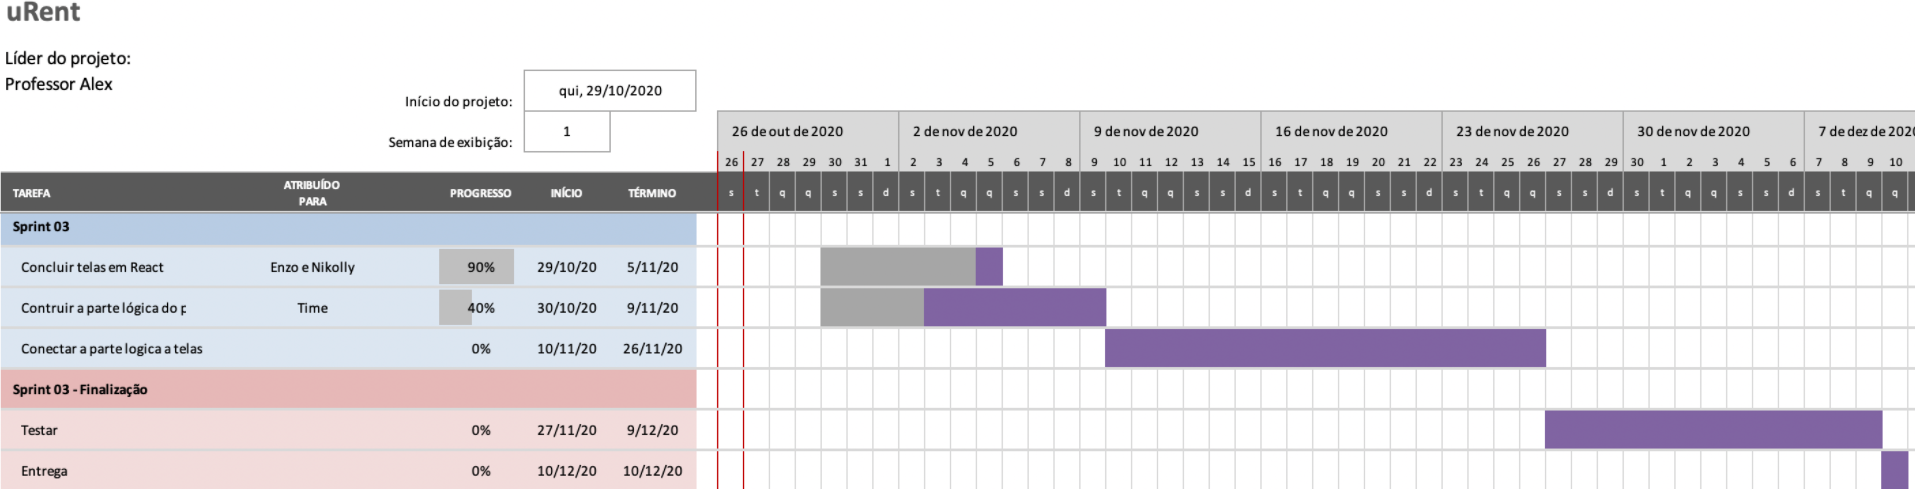 uRent
Líder do projeto:
Professor Alex
Início do projeto: qui, 29/10/2020
Semana de exibição: 1
26 de out de 2020 2 de nov de 2020 9 de nov de 2020 16 de nov de 2020 23 de nov de 2020 30 de nov de 2020 7 de dez de 2020
26 27 28 29 30 31 1 2 3 4 5 6 7 8 9 10 11 12 13 14 15 16 17 18 19 20 21 22 23 24 25 26 27 28 29 30 1 2 3 4 5 6 7 8 9 10
TAREFA ATRIBUÍDO PARA PROGRESSO INÍCIO TÉRMINO s t q q s s d s t q q s s d s t q q s s d s t q q s s d s t q q s s d s t q q s s d s t q q
Sprint 03
Concluir telas em React Enzo e Nikolly 90% 29/10/20 5/11/20
Contruir a parte lógica do p Time 40% 30/10/20 9/11/20
Conectar a parte logica a telas 0% 10/11/20 26/11/20
Sprint 03 - Finalização
Testar 0% 27/11/20 9/12/20
Entrega 0% 10/12/20 10/12/20